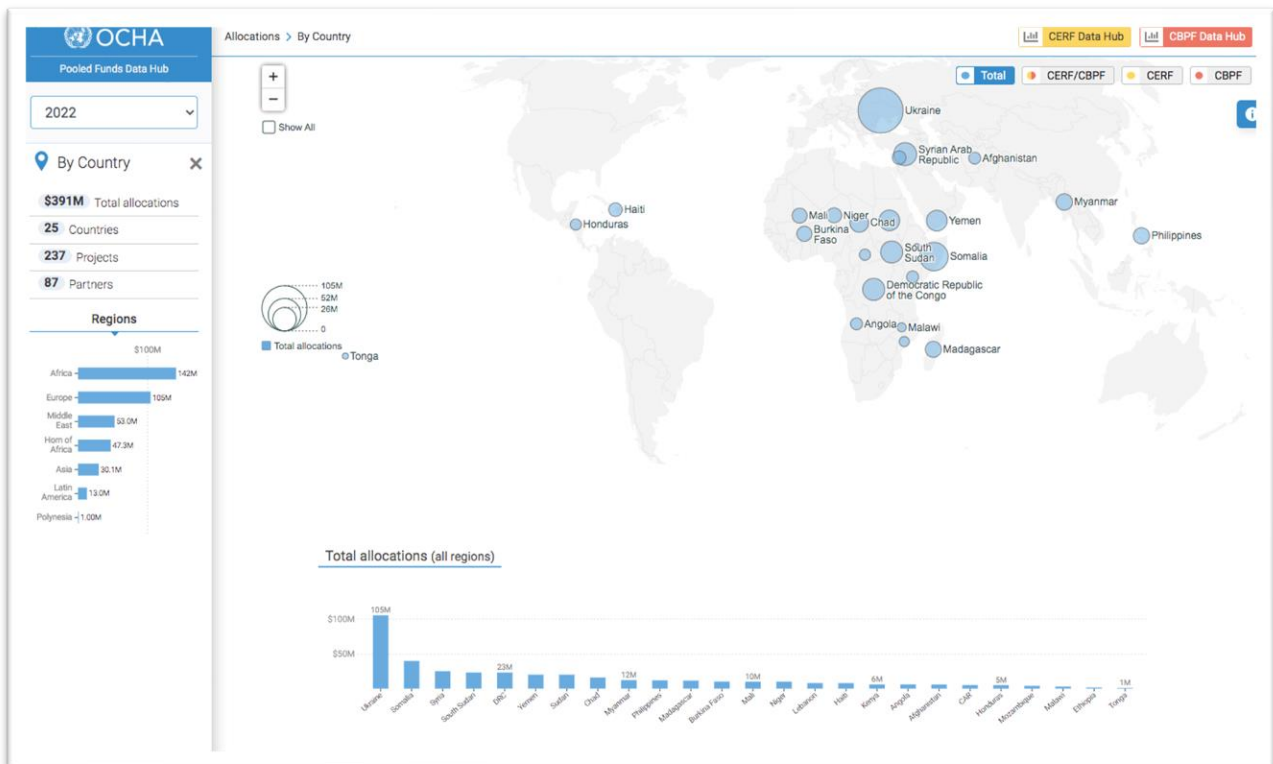 OCHA
Pooled Funds Data Hub
2022
By Country
$391M Total allocations
25 Countries
237 Projects
87 Partners
Regions
$100M
Africa
142M
Europe
105M
Middle
East
53.0M
Horn of
Africa
47.3M
Asia
30.1M
Latin
America
13.0M
Polynesia
1.00M
Allocations > By Country
CERF Data Hub
CBPF Data Hub
Total
CERF/CBPF
CERF
CBPF
+
−
Show All
Ukraine
Syrian Arab
Republic
Afghanistan
Myanmar
Haiti
Honduras
Mali
Niger
Chad
Burkina
Faso
Yemen
Philippines
South
Sudan
Somalia
Democratic Republic
of the Congo
Angola
Malawi
Madagascar
105M
52M
26M
0
Total allocations
Tonga
Total allocations (all regions)
$100M
$50M
105M
23M
12M
10M
6M
5M
1M
Ukraine
Somalia
Syria
South Sudan
DRC
Yemen
Sudan
Chad
Myanmar
Philippines
Madagascar
Burkina Faso
Mali
Niger
Lebanon
Haiti
Kenya
Angola
Afghanistan
CAR
Honduras
Mozambique
Malawi
Ethiopia
Tonga